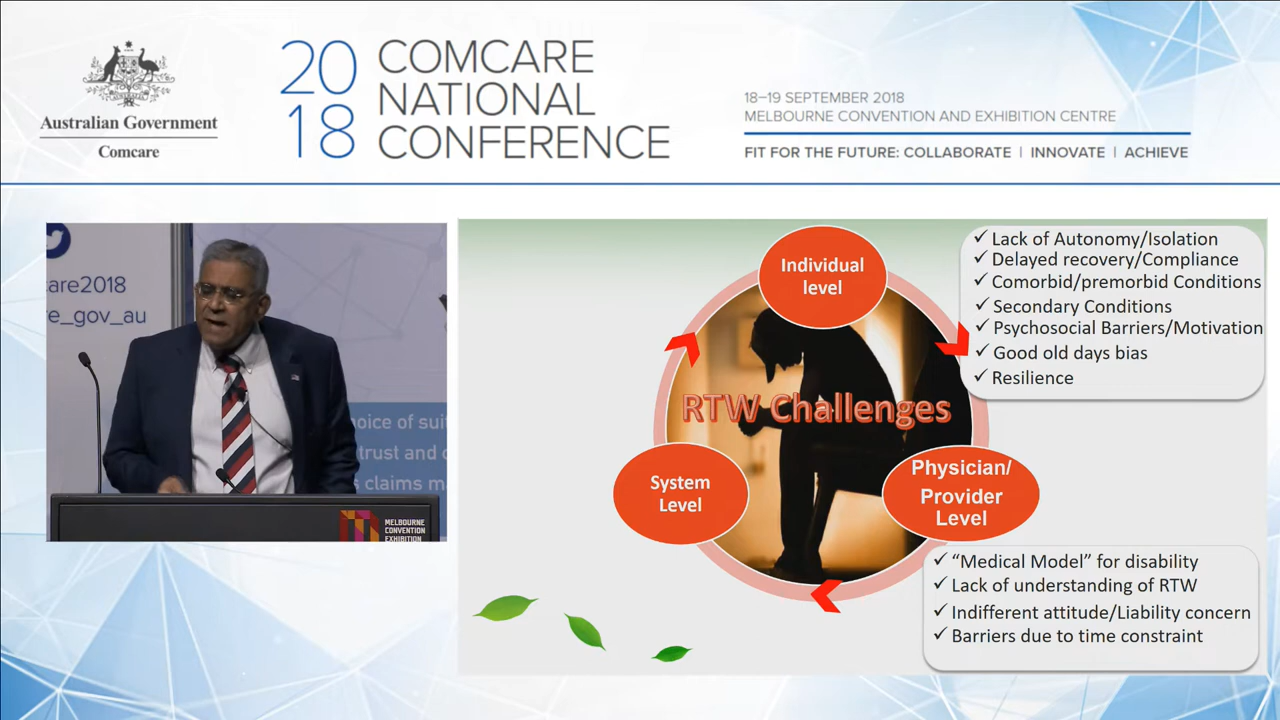 Australian Government
Comcare
20
18
COMCARE
NATIONAL
CONFERENCE
18–19 SEPTEMBER 2018
MELBOURNE CONVENTION AND EXHIBITION CENTRE
FIT FOR THE FUTURE: COLLABORATE | INNOVATE | ACHIEVE
care2018
re_gov_au
oice of sui
trust and c
s claims m
MELBOURNE
CONVENTION
EXHIBITION
RTW Challenges
Individual
level
✓ Lack of Autonomy/Isolation
✓ Delayed recovery/Compliance
✓ Comorbid/premorbid Conditions
✓ Secondary Conditions
✓ Psychosocial Barriers/Motivation
✓ Good old days bias
✓ Resilience
Physician/
Provider
Level
✓ “Medical Model” for disability
✓ Lack of understanding of RTW
✓ Indifferent attitude/Liability concern
✓ Barriers due to time constraint
System
Level